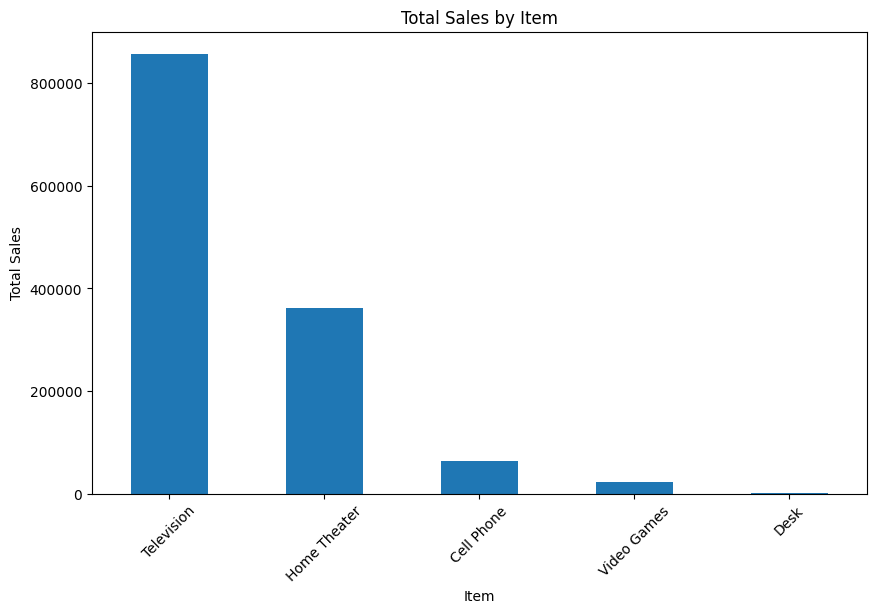 Total Sales by Item
Total Sales
800000
600000
400000
200000
0
Television
Home Theater
Cell Phone
Video Games
Desk
Item